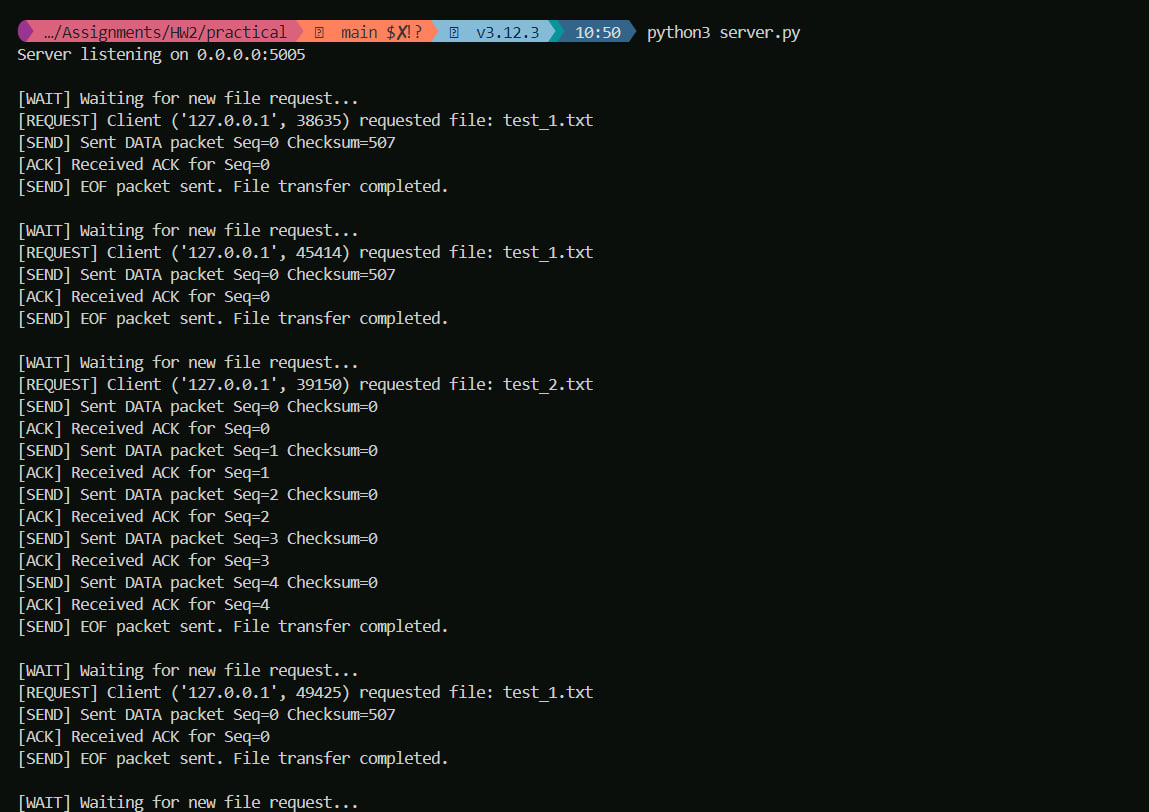 …/Assignments/HW2/practical main $✘!? v3.12.3 10:50 python3 server.py
Server listening on 0.0.0.0:5005
[WAIT] Waiting for new file request...
[REQUEST] Client ('127.0.0.1', 38635) requested file: test_1.txt
[SEND] Sent DATA packet Seq=0 Checksum=507
[ACK] Received ACK for Seq=0
[SEND] EOF packet sent. File transfer completed.
[WAIT] Waiting for new file request...
[REQUEST] Client ('127.0.0.1', 45414) requested file: test_1.txt
[SEND] Sent DATA packet Seq=0 Checksum=507
[ACK] Received ACK for Seq=0
[SEND] EOF packet sent. File transfer completed.
[WAIT] Waiting for new file request...
[REQUEST] Client ('127.0.0.1', 39150) requested file: test_2.txt
[SEND] Sent DATA packet Seq=0 Checksum=0
[ACK] Received ACK for Seq=0
[SEND] Sent DATA packet Seq=1 Checksum=0
[ACK] Received ACK for Seq=1
[SEND] Sent DATA packet Seq=2 Checksum=0
[ACK] Received ACK for Seq=2
[SEND] Sent DATA packet Seq=3 Checksum=0
[ACK] Received ACK for Seq=3
[SEND] Sent DATA packet Seq=4 Checksum=0
[ACK] Received ACK for Seq=4
[SEND] EOF packet sent. File transfer completed.
[WAIT] Waiting for new file request...
[REQUEST] Client ('127.0.0.1', 49425) requested file: test_1.txt
[SEND] Sent DATA packet Seq=0 Checksum=507
[ACK] Received ACK for Seq=0
[SEND] EOF packet sent. File transfer completed.
[WAIT] Waiting for new file request...